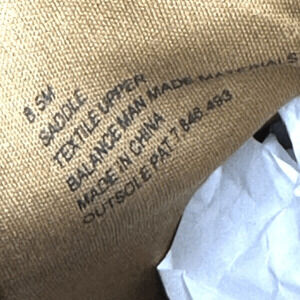 8.5M
SADDLE
TEXTILE UPPER
BALANCE MAN MADE MATERIALS
MADE IN CHINA
OUTSOLE PAT 7,846,493